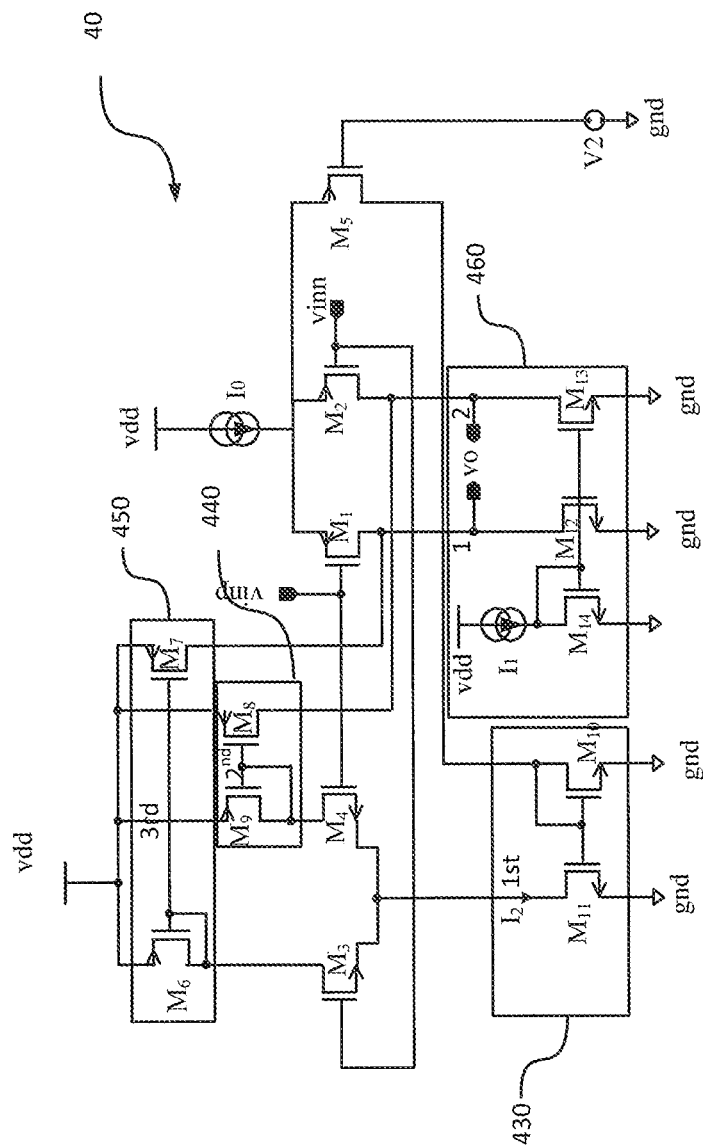 40
vdd
450
440
vdd
I0
3rd
M6
M7
2nd
M8
M9
vinp
M1
M2
vinn
M5
M3
M4
V2
gnd
460
1
vo
2
I2 1st
vdd
I1
M14
M12
M13
M11
M10
430
gnd
gnd
gnd
gnd